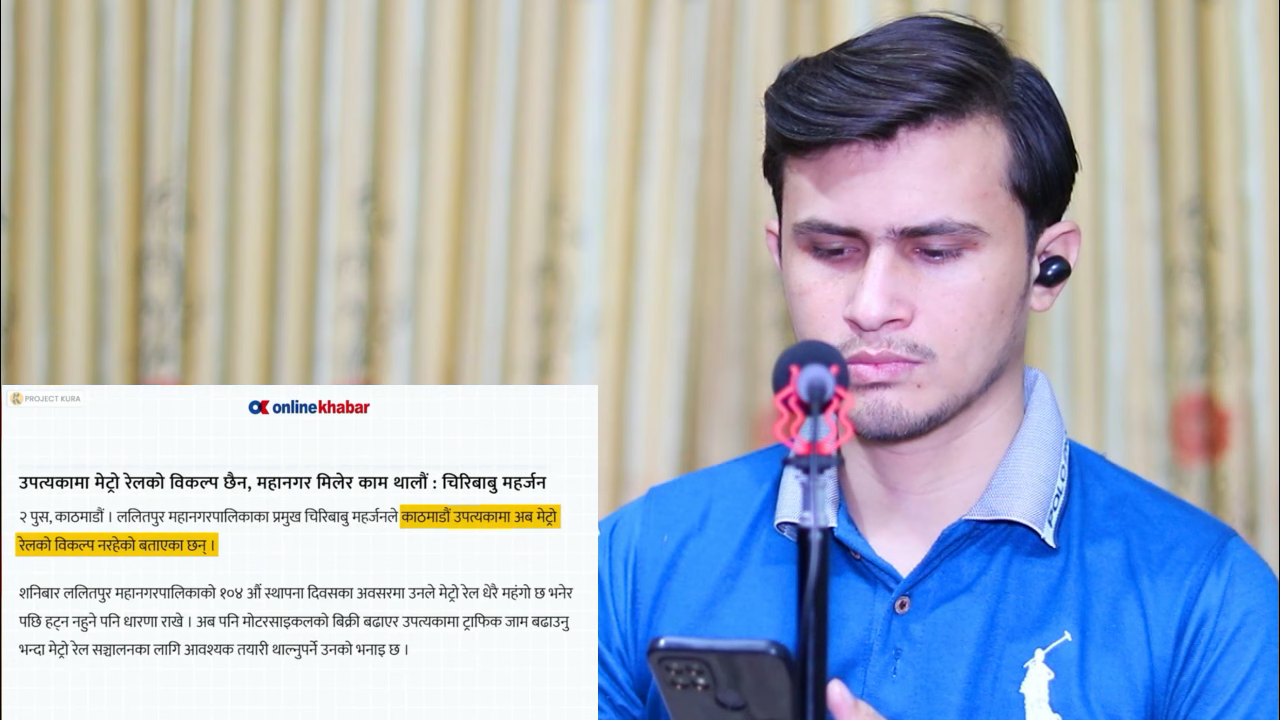 PROJECT KURA
onlinekhabar
उपत्यकामा मेट्रो रेलको विकल्प छैन, महानगर मिलेर काम थालौं : चिरिबाबु महर्जन
२ पुस, काठमाडौं । ललितपुर महानगरपालिकाका प्रमुख चिरिबाबु महर्जनले काठमाडौं उपत्यकामा अब मेट्रो
रेलको विकल्प नरहेको बताएका छन् ।
शनिबार ललितपुर महानगरपालिकाको १०४ औं स्थापना दिवसका अवसरमा उनले मेट्रो रेल धेरै महंगो छ भनेर
पछि हट्न नहुने पनि धारणा राखे । अब पनि मोटरसाइकलको बिक्री बढाएर उपत्यकामा ट्राफिक जाम बढाउनु
भन्दा मेट्रो रेल सञ्चालनका लागि आवश्यक तयारी थाल्नुपर्ने उनको भनाइ छ ।
POLO